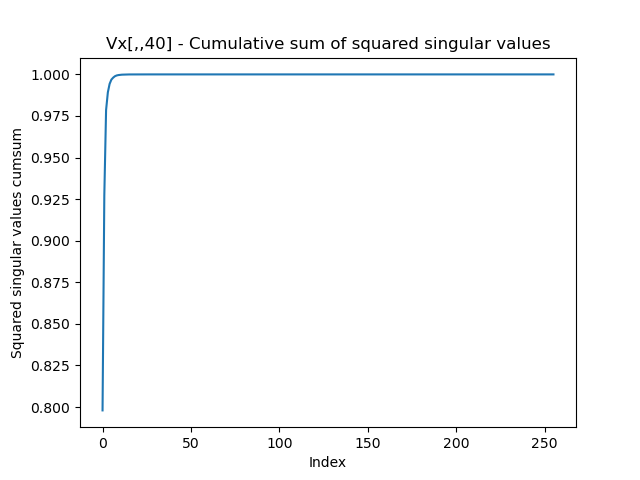 Vx[,,40] - Cumulative sum of squared singular values
1.000
0.975
0.950
0.925
0.900
0.875
0.850
0.825
0.800
Squared singular values cumsum
0 50 100 150 200 250
Index